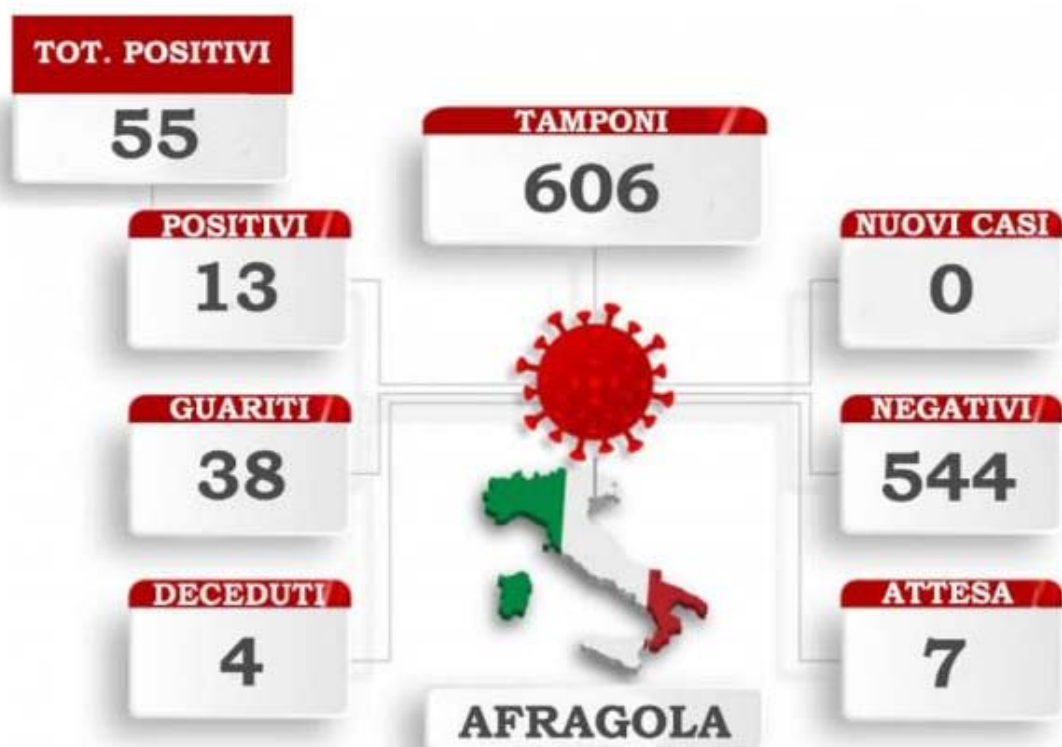 TOT. POSITIVI
55
TAMPONI
606
POSITIVI
13
NUOVI CASI
0
GUARITI
38
NEGATIVI
544
DECEDUTI
4
ATTESA
7
AFRAGOLA